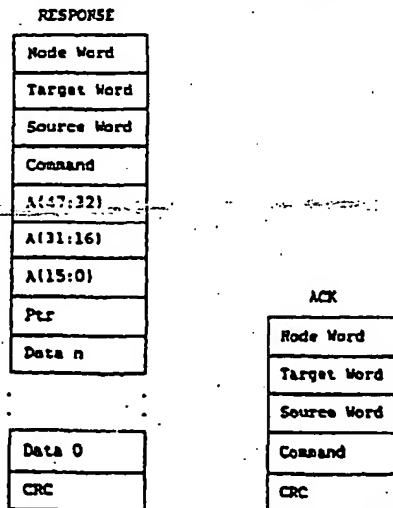 RESPONSE
Node Word
Target Word
Source Word
Command
A(47:32)
A(31:16)
A(15:0)
Ptr
Data n
Data 0
CRC
ACK
Node Word
Target Word
Source Word
Command
CRC